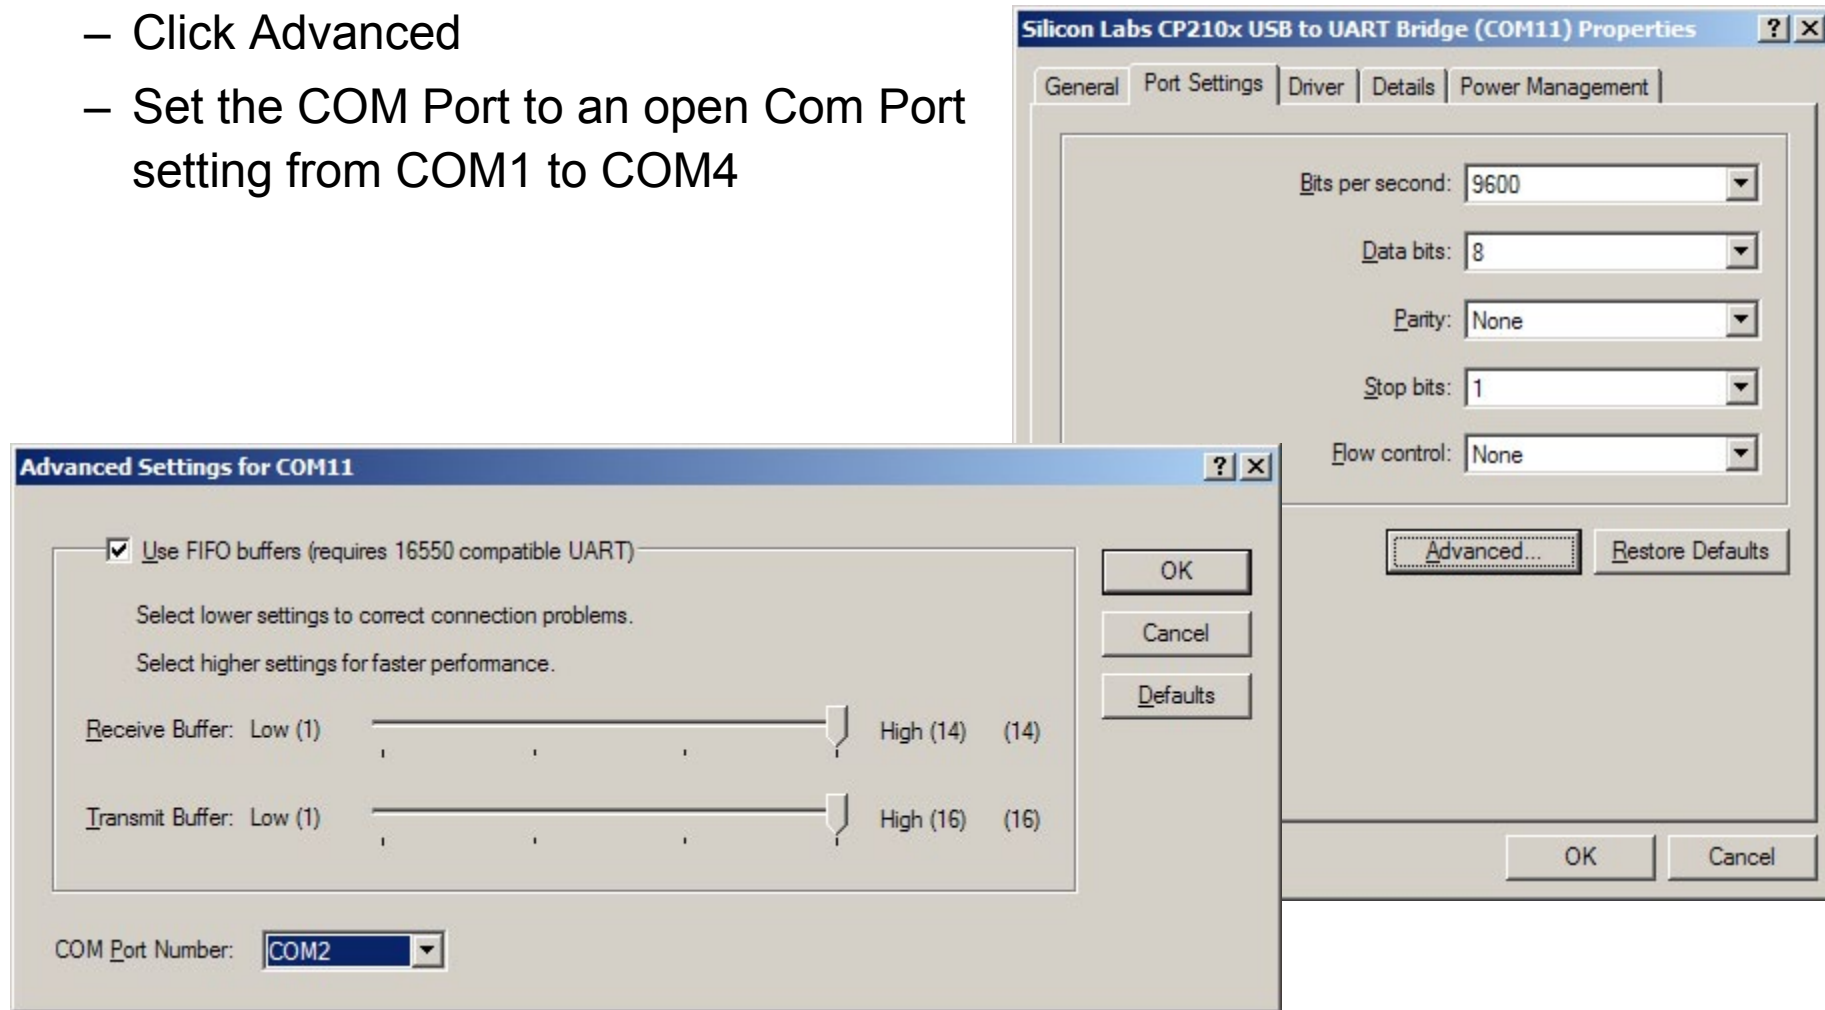 – Click Advanced
– Set the COM Port to an open Com Port
setting from COM1 to COM4
Silicon Labs CP210x USB to UART Bridge (COM11) Properties
General Port Settings Driver Details Power Management
Bits per second: 9600
Data bits: 8
Parity: None
Stop bits: 1
Flow control: None
Advanced... Restore Defaults
OK Cancel
Advanced Settings for COM11
Use FIFO buffers (requires 16550 compatible UART)
OK
Select lower settings to correct connection problems.
Cancel
Select higher settings for faster performance.
Defaults
Receive Buffer: Low (1) High (14) (14)
Transmit Buffer: Low (1) High (16) (16)
COM Port Number: COM2